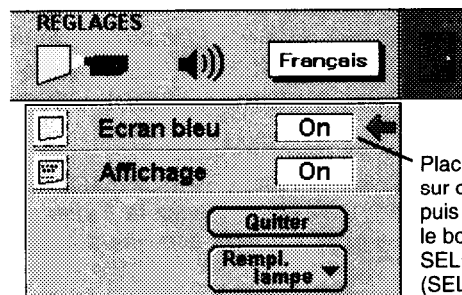 REGLAGES
Français
Ecran bleu On
Affichage On
Quitter
Rempl.
lampe
Plac
sur
puis
le bo
SEL
(SEL